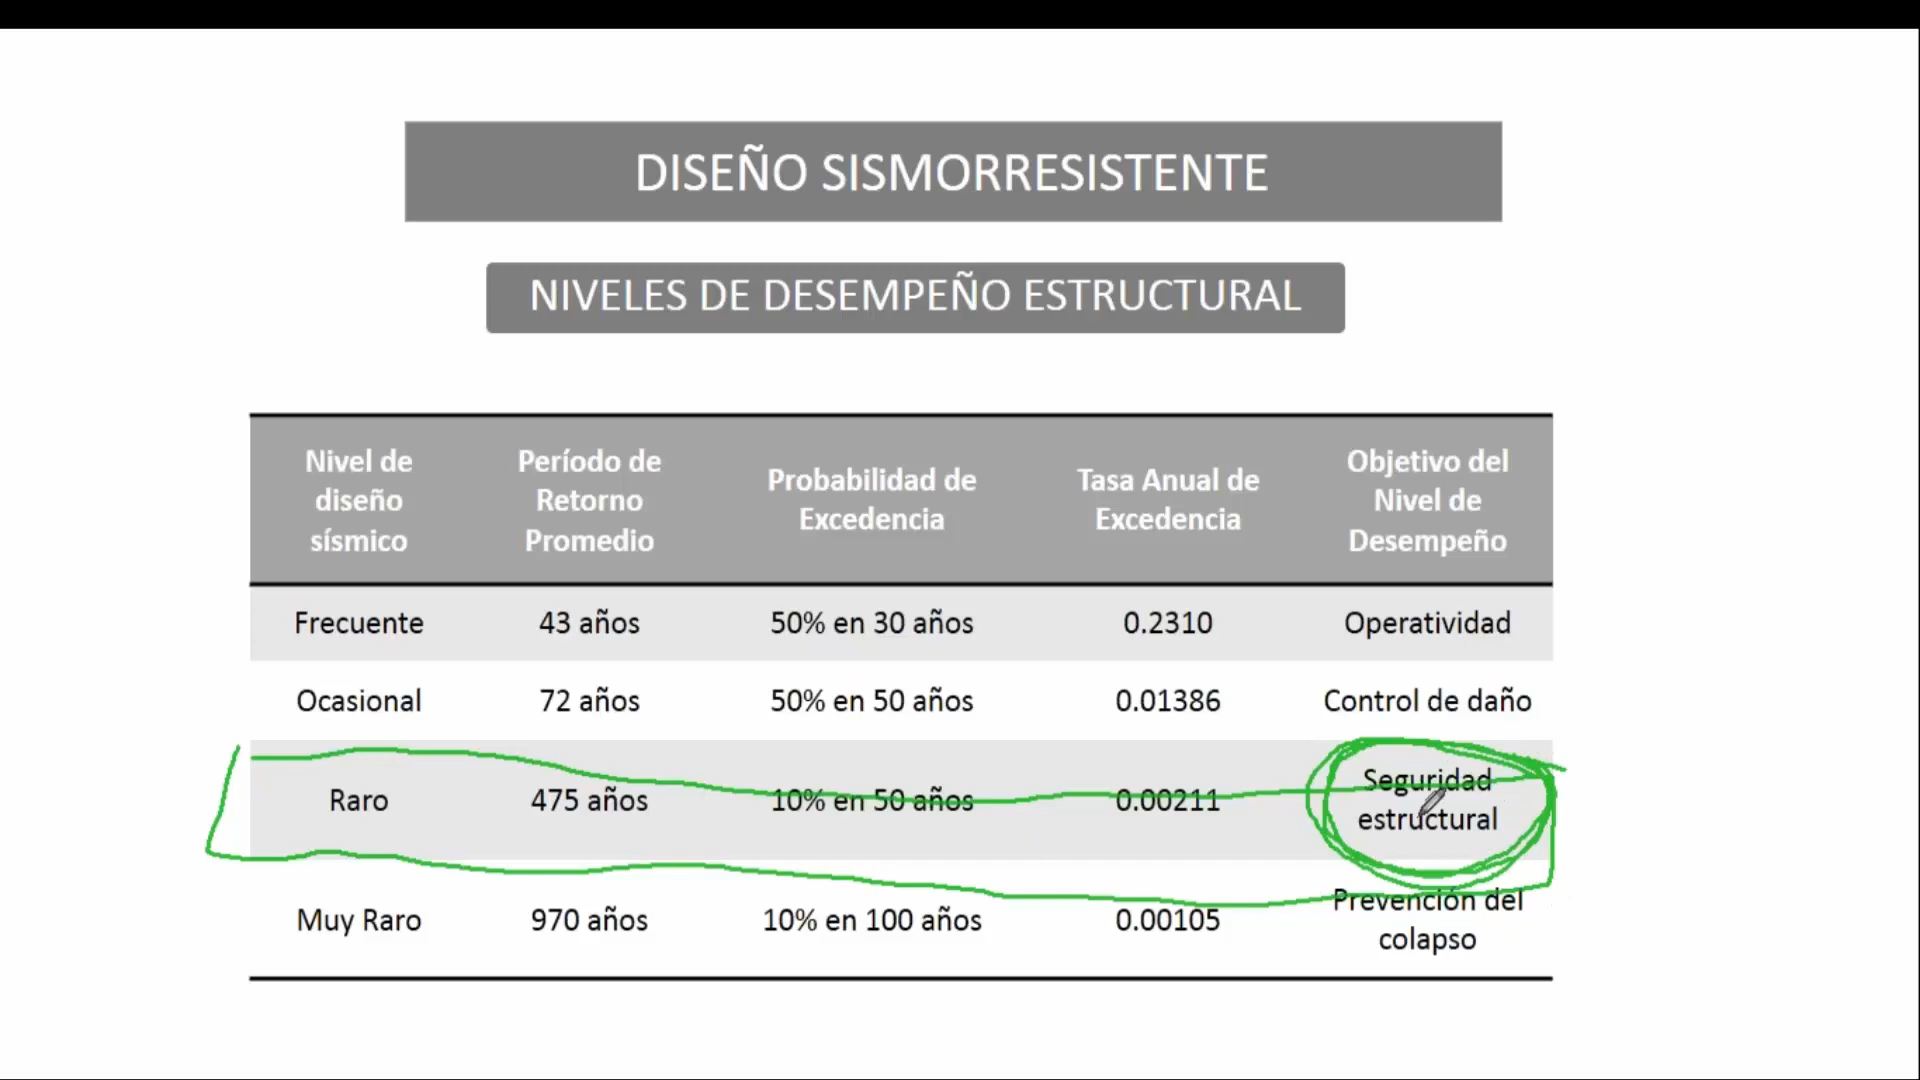 DISEÑO SISMORRESISTENTE
NIVELES DE DESEMPEÑO ESTRUCTURAL
Nivel de
diseño
sísmico
Período de
Retorno
Promedio
Probabilidad de
Excedencia
Tasa Anual de
Excedencia
Objetivo del
Nivel de
Desempeño
Frecuente 43 años 50% en 30 años 0.2310 Operatividad
Ocasional 72 años 50% en 50 años 0.01386 Control de daño
Raro 475 años 10% en 50 años 0.00211 Seguridad
estructural
Muy Raro 970 años 10% en 100 años 0.00105 Prevención del
colapso